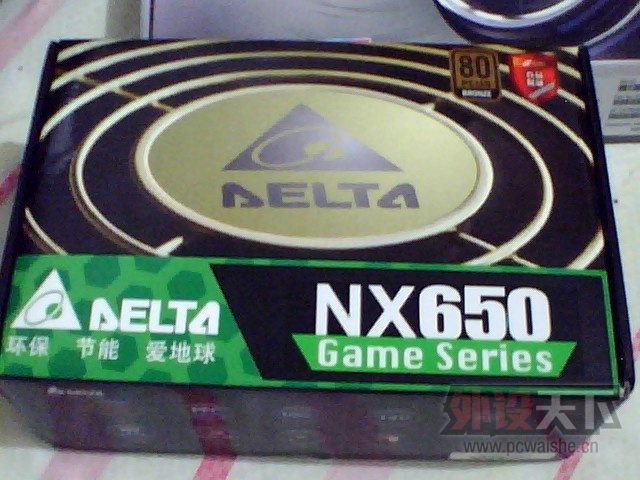 80
BRONZE
DELTA
DELTA
环保 节能 爱地球
NX650
Game Series
外设天下
www.pcwaishe.cn